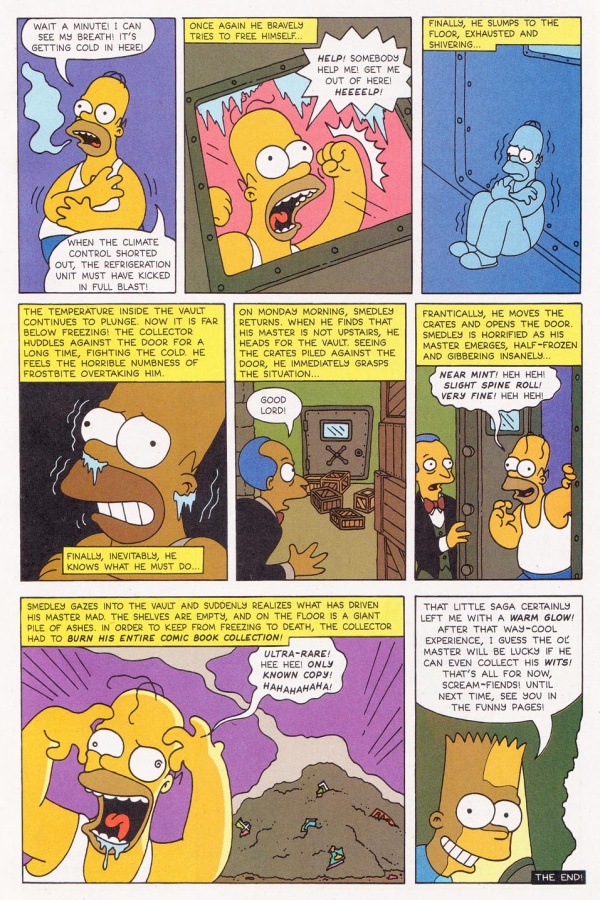 WAIT A MINUTE! I CAN
SEE MY BREATH! IT'S
GETTING COLD IN HERE!
WHEN THE CLIMATE
CONTROL SHORTED
OUT, THE REFRIGERATION
UNIT MUST HAVE KICKED
IN FULL BLAST!
ONCE AGAIN HE BRAVELY
TRIES TO FREE HIMSELF...
HELP! SOMEBODY
HELP ME! GET ME
OUT OF HERE!
HEEEELP!
FINALLY, HE SLUMPS TO THE
FLOOR, EXHAUSTED AND
SHIVERING...
THE TEMPERATURE INSIDE THE VAULT
CONTINUES TO PLUNGE. NOW IT IS FAR
BELOW FREEZING! THE COLLECTOR
HUDDLES AGAINST THE DOOR FOR A
LONG TIME, FIGHTING THE COLD. HE
FEELS THE HORRIBLE NUMBNESS OF
FROSTBITE OVERTAKING HIM.
FINALLY, INEVITABLY, HE
KNOWS WHAT HE MUST DO...
ON MONDAY MORNING, SMEDLEY
RETURNS. WHEN HE FINDS THAT
HIS MASTER IS NOT UPSTAIRS, HE
HEADS FOR THE VAULT. SEEING
THE CRATES PILED AGAINST THE
DOOR, HE IMMEDIATELY GRASPS
THE SITUATION...
GOOD
LORD!
FRANTICALLY, HE MOVES THE
CRATES AND OPENS THE DOOR.
SMEDLEY IS HORRIFIED AS HIS
MASTER EMERGES, HALF-FROZEN
AND GIBBERING INSANELY...
NEAR MINT! HEH HEH!
SLIGHT SPINE ROLL!
VERY FINE! HEH HEH!
SMEDLEY GAZES INTO THE VAULT AND SUDDENLY REALIZES WHAT HAS DRIVEN
HIS MASTER MAD. THE SHELVES ARE EMPTY, AND ON THE FLOOR IS A GIANT
PILE OF ASHES. IN ORDER TO KEEP FROM FREEZING TO DEATH, THE COLLECTOR
HAD TO BURN HIS ENTIRE COMIC BOOK COLLECTION!
ULTRA-RARE!
HEE HEE! ONLY
KNOWN COPY!
HAHAHAHAHA!
THAT LITTLE SAGA CERTAINLY
LEFT ME WITH A WARM GLOW!
AFTER THAT WAY-COOL
EXPERIENCE, I GUESS THE OL'
MASTER WILL BE LUCKY IF HE
CAN EVEN COLLECT HIS WITS!
THAT'S ALL FOR NOW,
SCREAM-FIENDS! UNTIL
NEXT TIME, SEE YOU IN
THE FUNNY PAGES!
THE END!